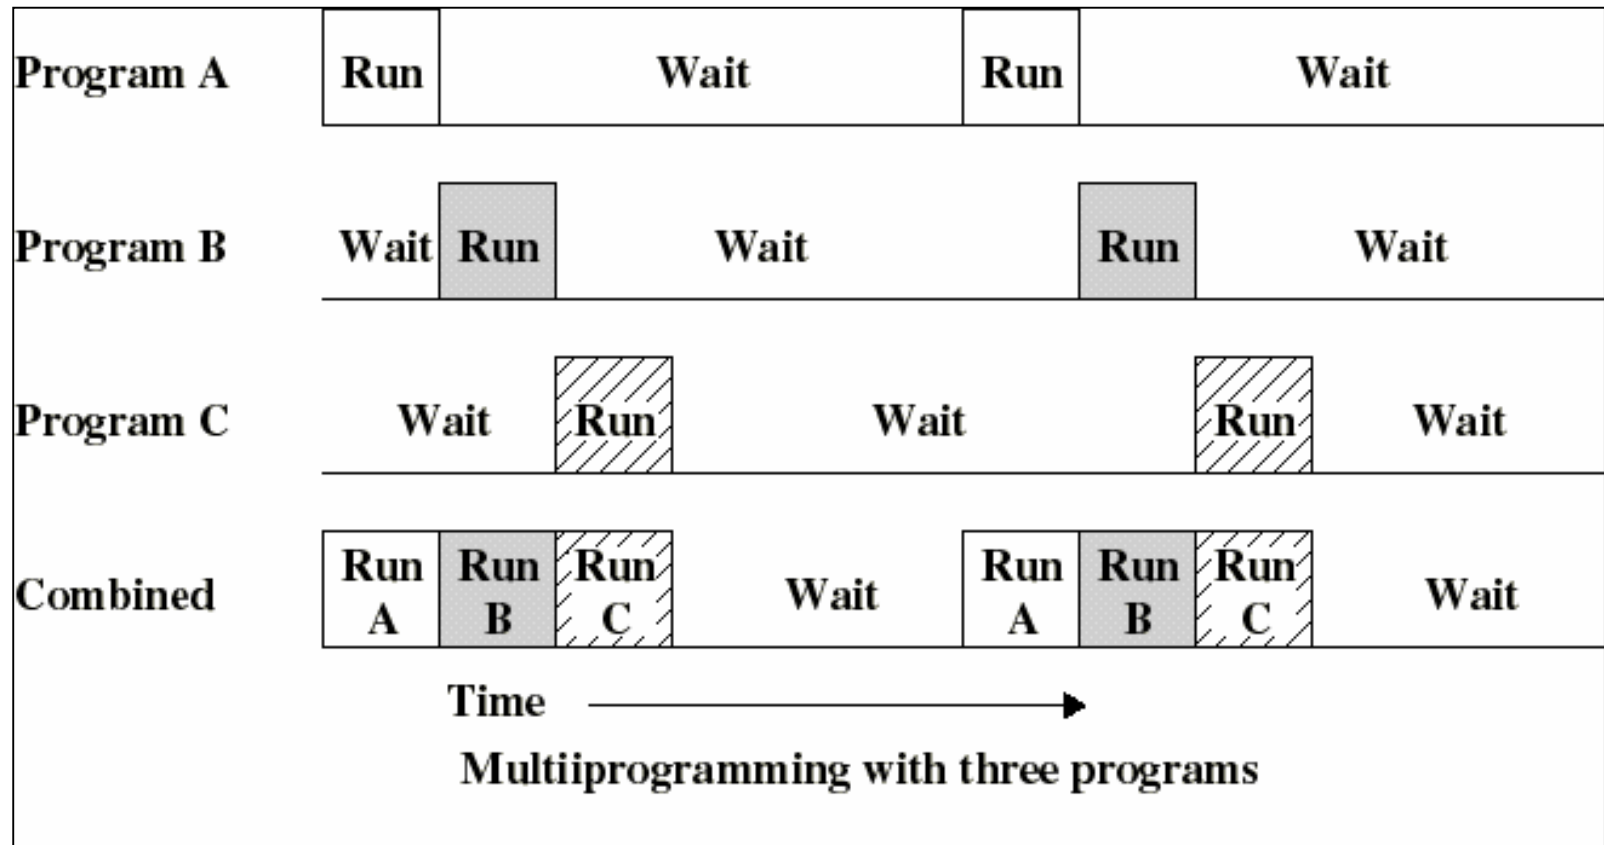 Program A Run Wait Run Wait
Program B Wait Run Wait Run Wait
Program C Wait Run Wait Run Wait
Combined Run A Run B Run C Wait Run A Run B Run C Wait
Time
Multiiprogramming with three programs